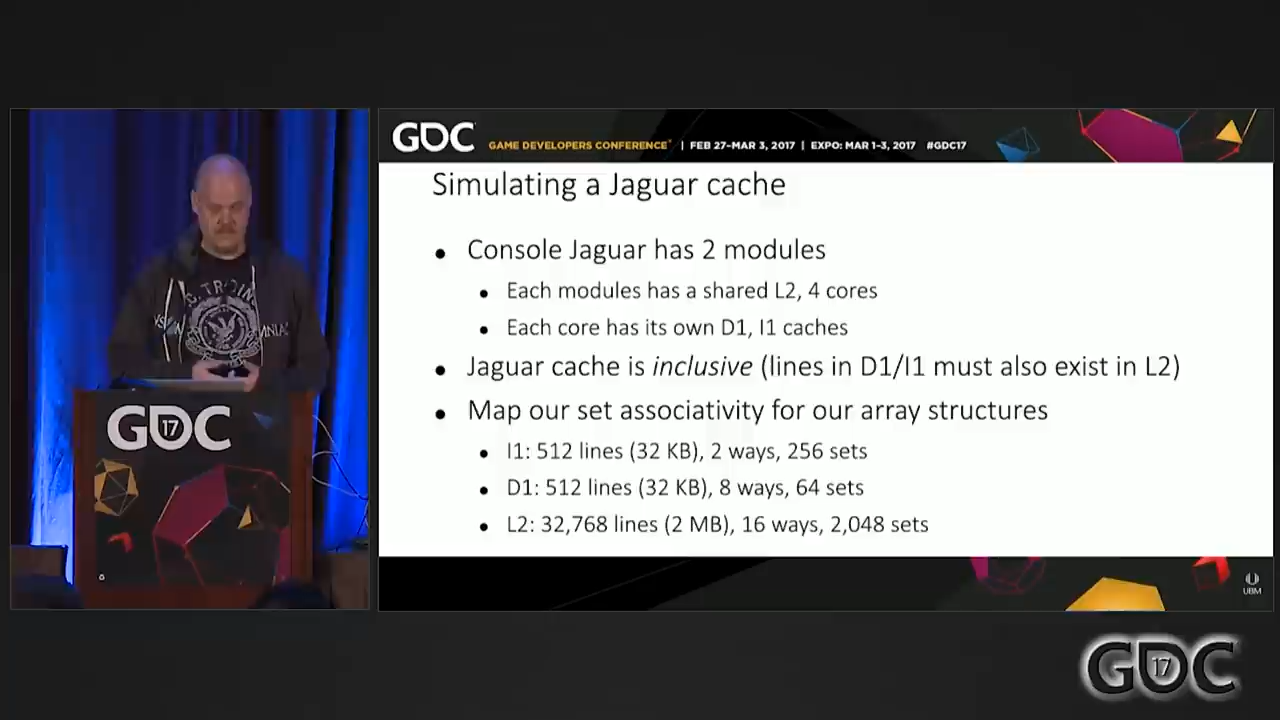 GDC
GAME DEVELOPERS CONFERENCE | FEB 27–MAR 3, 2017 | EXPO: MAR 1–3, 2017 #GDC17
Simulating a Jaguar cache
• Console Jaguar has 2 modules
• Each modules has a shared L2, 4 cores
• Each core has its own D1, I1 caches
• Jaguar cache is inclusive (lines in D1/I1 must also exist in L2)
• Map our set associativity for our array structures
• I1: 512 lines (32 KB), 2 ways, 256 sets
• D1: 512 lines (32 KB), 8 ways, 64 sets
• L2: 32,768 lines (2 MB), 16 ways, 2,048 sets
UBM
GDC 17
GDC 17